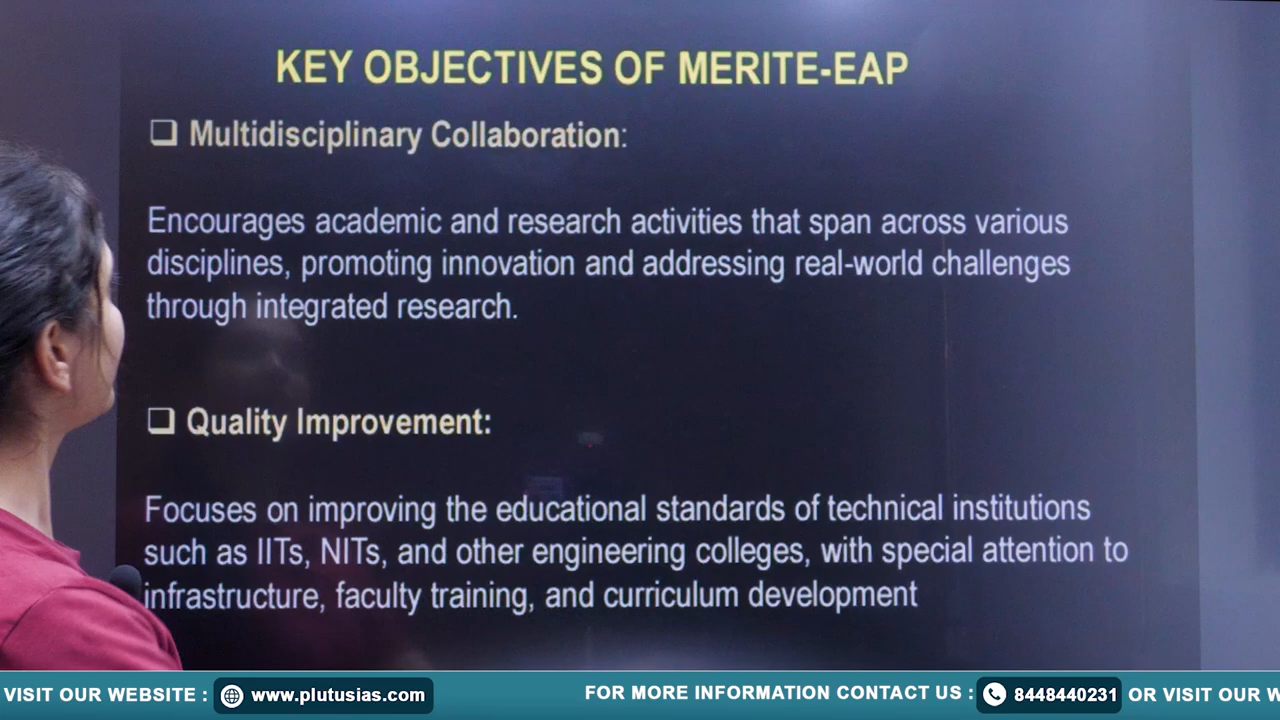 KEY OBJECTIVES OF MERITE-EAP
❑ Multidisciplinary Collaboration:
Encourages academic and research activities that span across various
disciplines, promoting innovation and addressing real-world challenges
through integrated research.
❑ Quality Improvement:
Focuses on improving the educational standards of technical institutions
such as IITs, NITs, and other engineering colleges, with special attention to
infrastructure, faculty training, and curriculum development
VISIT OUR WEBSITE : www.plutusias.com FOR MORE INFORMATION CONTACT US : 8448440231 OR VISIT OUR